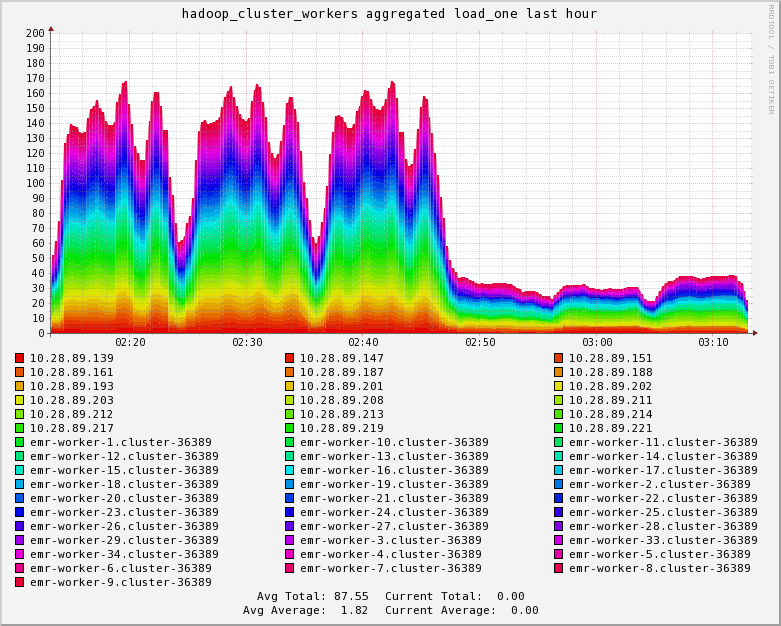 hadoop_cluster_workers aggregated load_one last hour
RRDTOOL / TOBI OETIKER
200
190
180
170
160
150
140
130
120
110
100
90
80
70
60
50
40
30
20
10
0
02:20 02:30 02:40 02:50 03:00 03:10
10.28.89.139 10.28.89.147 10.28.89.151
10.28.89.161 10.28.89.187 10.28.89.188
10.28.89.193 10.28.89.201 10.28.89.202
10.28.89.203 10.28.89.208 10.28.89.211
10.28.89.212 10.28.89.213 10.28.89.214
10.28.89.217 10.28.89.219 10.28.89.221
emr-worker-1.cluster-36389 emr-worker-10.cluster-36389 emr-worker-11.cluster-36389
emr-worker-12.cluster-36389 emr-worker-13.cluster-36389 emr-worker-14.cluster-36389
emr-worker-15.cluster-36389 emr-worker-16.cluster-36389 emr-worker-17.cluster-36389
emr-worker-18.cluster-36389 emr-worker-19.cluster-36389 emr-worker-2.cluster-36389
emr-worker-20.cluster-36389 emr-worker-21.cluster-36389 emr-worker-22.cluster-36389
emr-worker-23.cluster-36389 emr-worker-24.cluster-36389 emr-worker-25.cluster-36389
emr-worker-26.cluster-36389 emr-worker-27.cluster-36389 emr-worker-28.cluster-36389
emr-worker-29.cluster-36389 emr-worker-3.cluster-36389 emr-worker-33.cluster-36389
emr-worker-34.cluster-36389 emr-worker-4.cluster-36389 emr-worker-5.cluster-36389
emr-worker-6.cluster-36389 emr-worker-7.cluster-36389 emr-worker-8.cluster-36389
emr-worker-9.cluster-36389
Avg Total: 87.55 Current Total: 0.00
Avg Average: 1.82 Current Average: 0.00